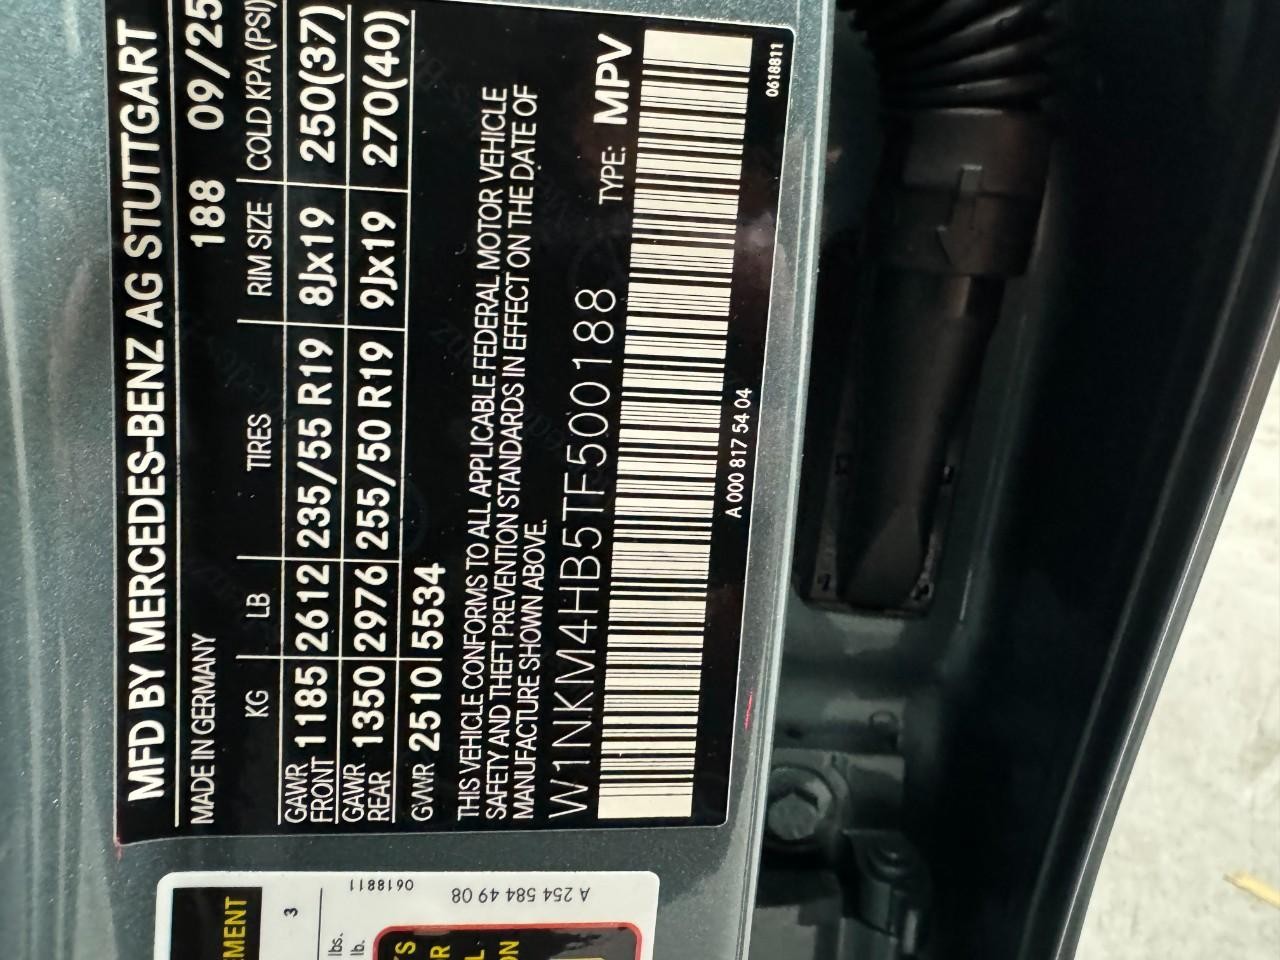 MFD BY MERCEDES-BENZ AG STUTTGART
MADE IN GERMANY 188 09/25
KG LB TIRES RIM SIZE COLD KPA (PSI)
GAWR FRONT 1185 2612 235/55 R19 8Jx19 250(37)
GAWR REAR 1350 2976 255/50 R19 9Jx19 270(40)
GVWR 2510 5534
THIS VEHICLE CONFORMS TO ALL APPLICABLE FEDERAL MOTOR VEHICLE
SAFETY AND THEFT PREVENTION STANDARDS IN EFFECT ON THE DATE OF
MANUFACTURE SHOWN ABOVE.
W1NKM4HB5TF500188 TYPE: MPV
A 000 817 54 04 0618811
A 254 584 49 08
0618811
3
lbs.
lb.